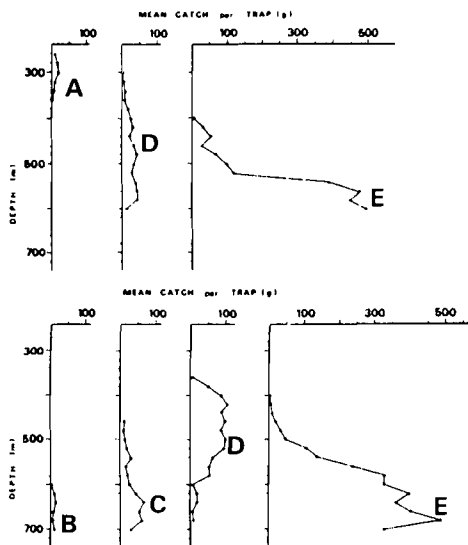 MEAN CATCH per TRAP (g)
100 100 100 300 500
300
500
700
DEPTH (m)
A
D
E
MEAN CATCH per TRAP (g)
100 100 100 100 300 500
300
500
700
DEPTH (m)
B
C
D
E